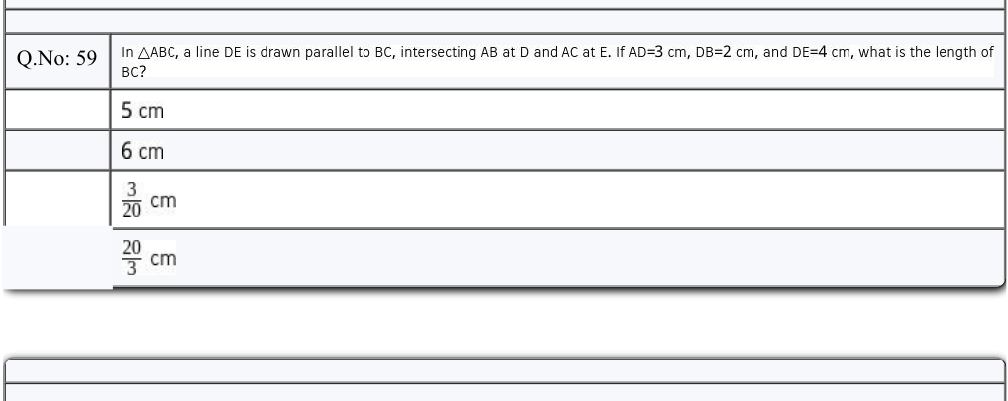 Q.No: 59
In △ABC, a line DE is drawn parallel to BC, intersecting AB at D and AC at E. If AD=3 cm, DB=2 cm, and DE=4 cm, what is the length of
BC?
5 cm
6 cm
3/20 cm
20/3 cm